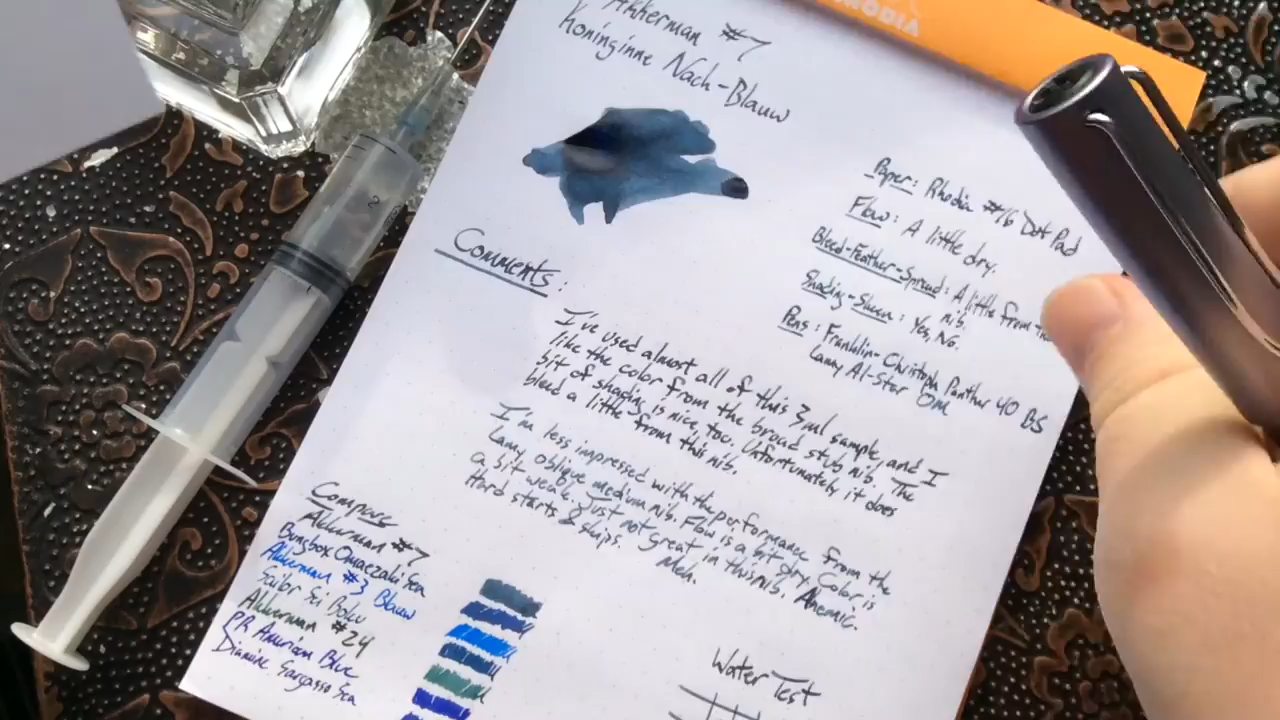 RHODIA
Akkerman #7
Koninginne Nach-Blauw
Paper: Rhodia #16 Dot Pad
Flow: A little dry.
Bleed-Feather-Spread: A little from
nib.
Shading-Sheen: Yes, No.
Pens: Franklin-Christoph Panther 40 BS
Lamy Al-Star OM
Comments:
I've used almost all of this 3ml sample, and I
like the color from the broad stub nib. The
bit of shading is nice, too. Unfortunately it does
bleed a little from this nib.
I'm less impressed with the performance from the
Lamy oblique medium nib. Flow is a bit dry. Color is
a bit weak. Just not great in this nib. Anemic.
Hard starts & skips. Meh.
Compare
Akkerman #7
Bungbox Omaezaki Sea
Akkerman #3 Blauw
Sailor Sei Boku
Akkerman #24
PR American Blue
Diamine Sargasso Sea
Water Test
2